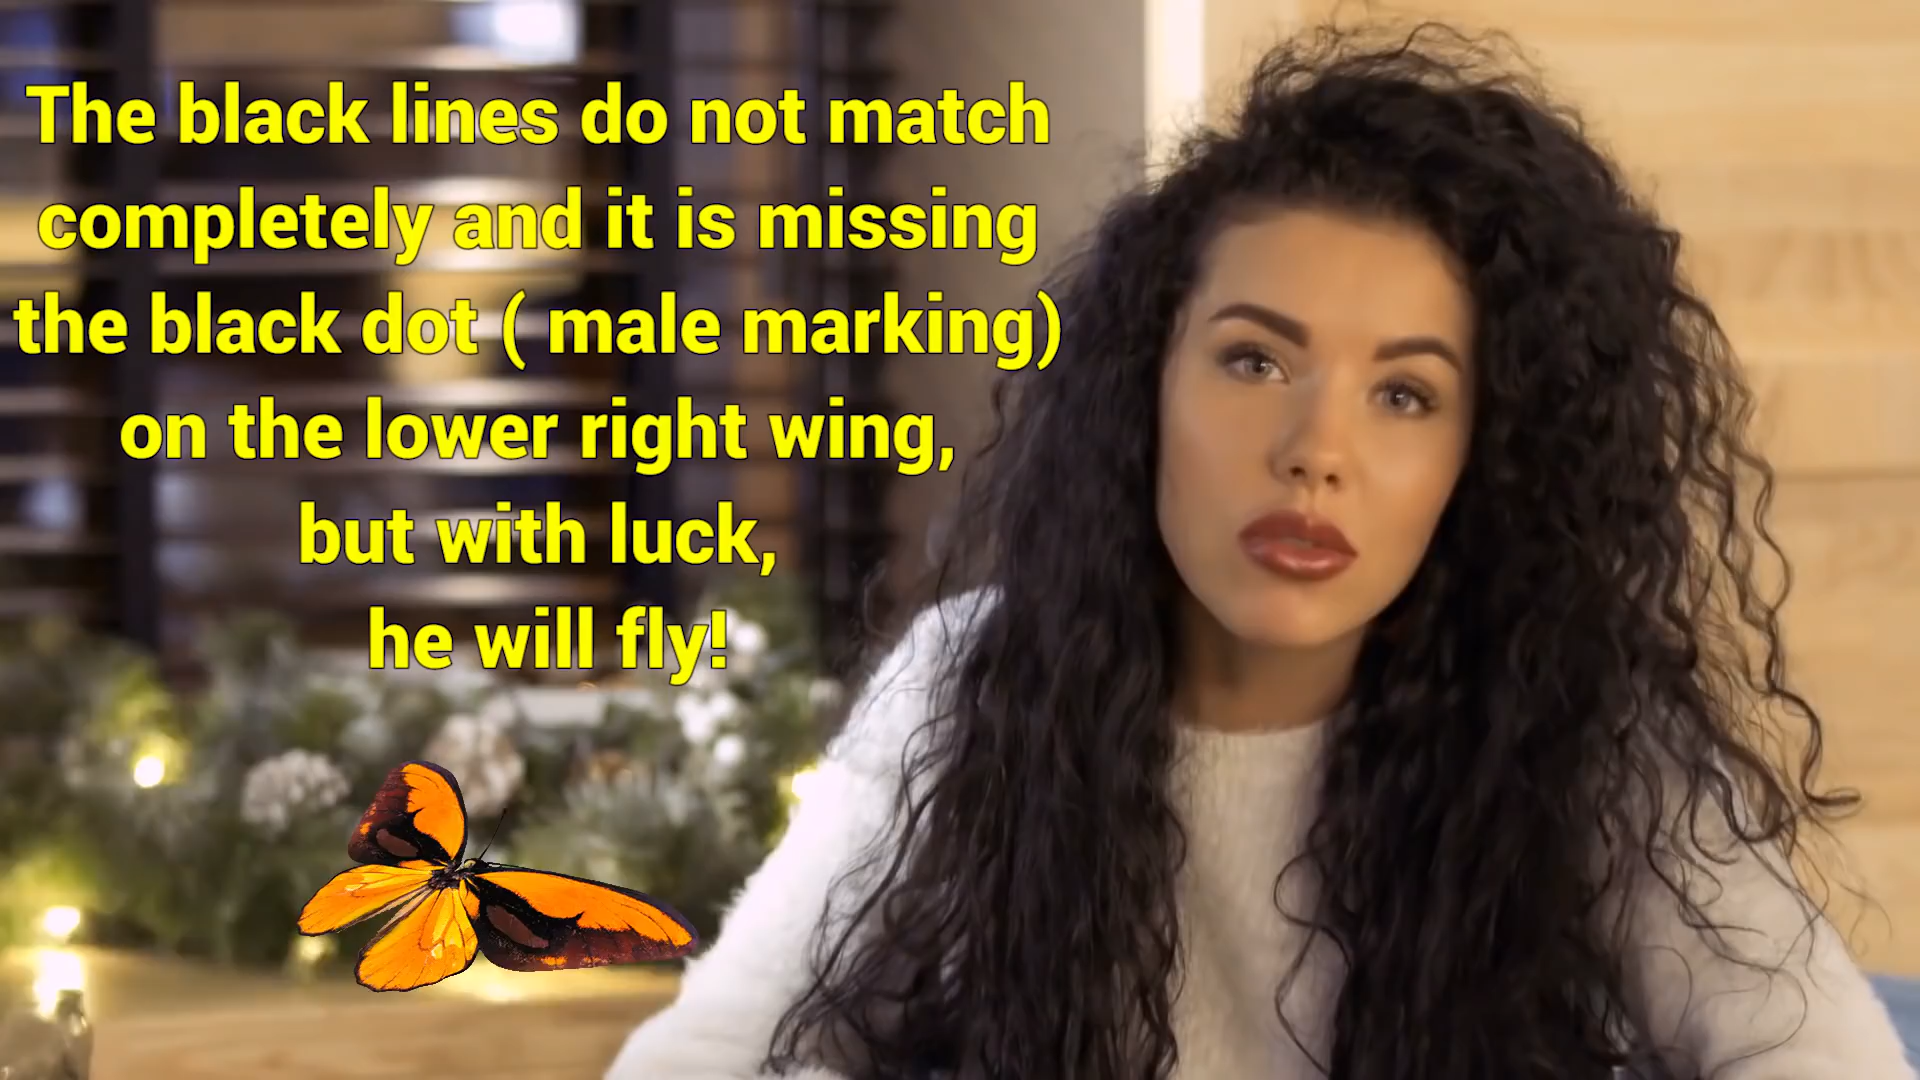 The black lines do not match
completely and it is missing
the black dot ( male marking)
on the lower right wing,
but with luck,
he will fly!